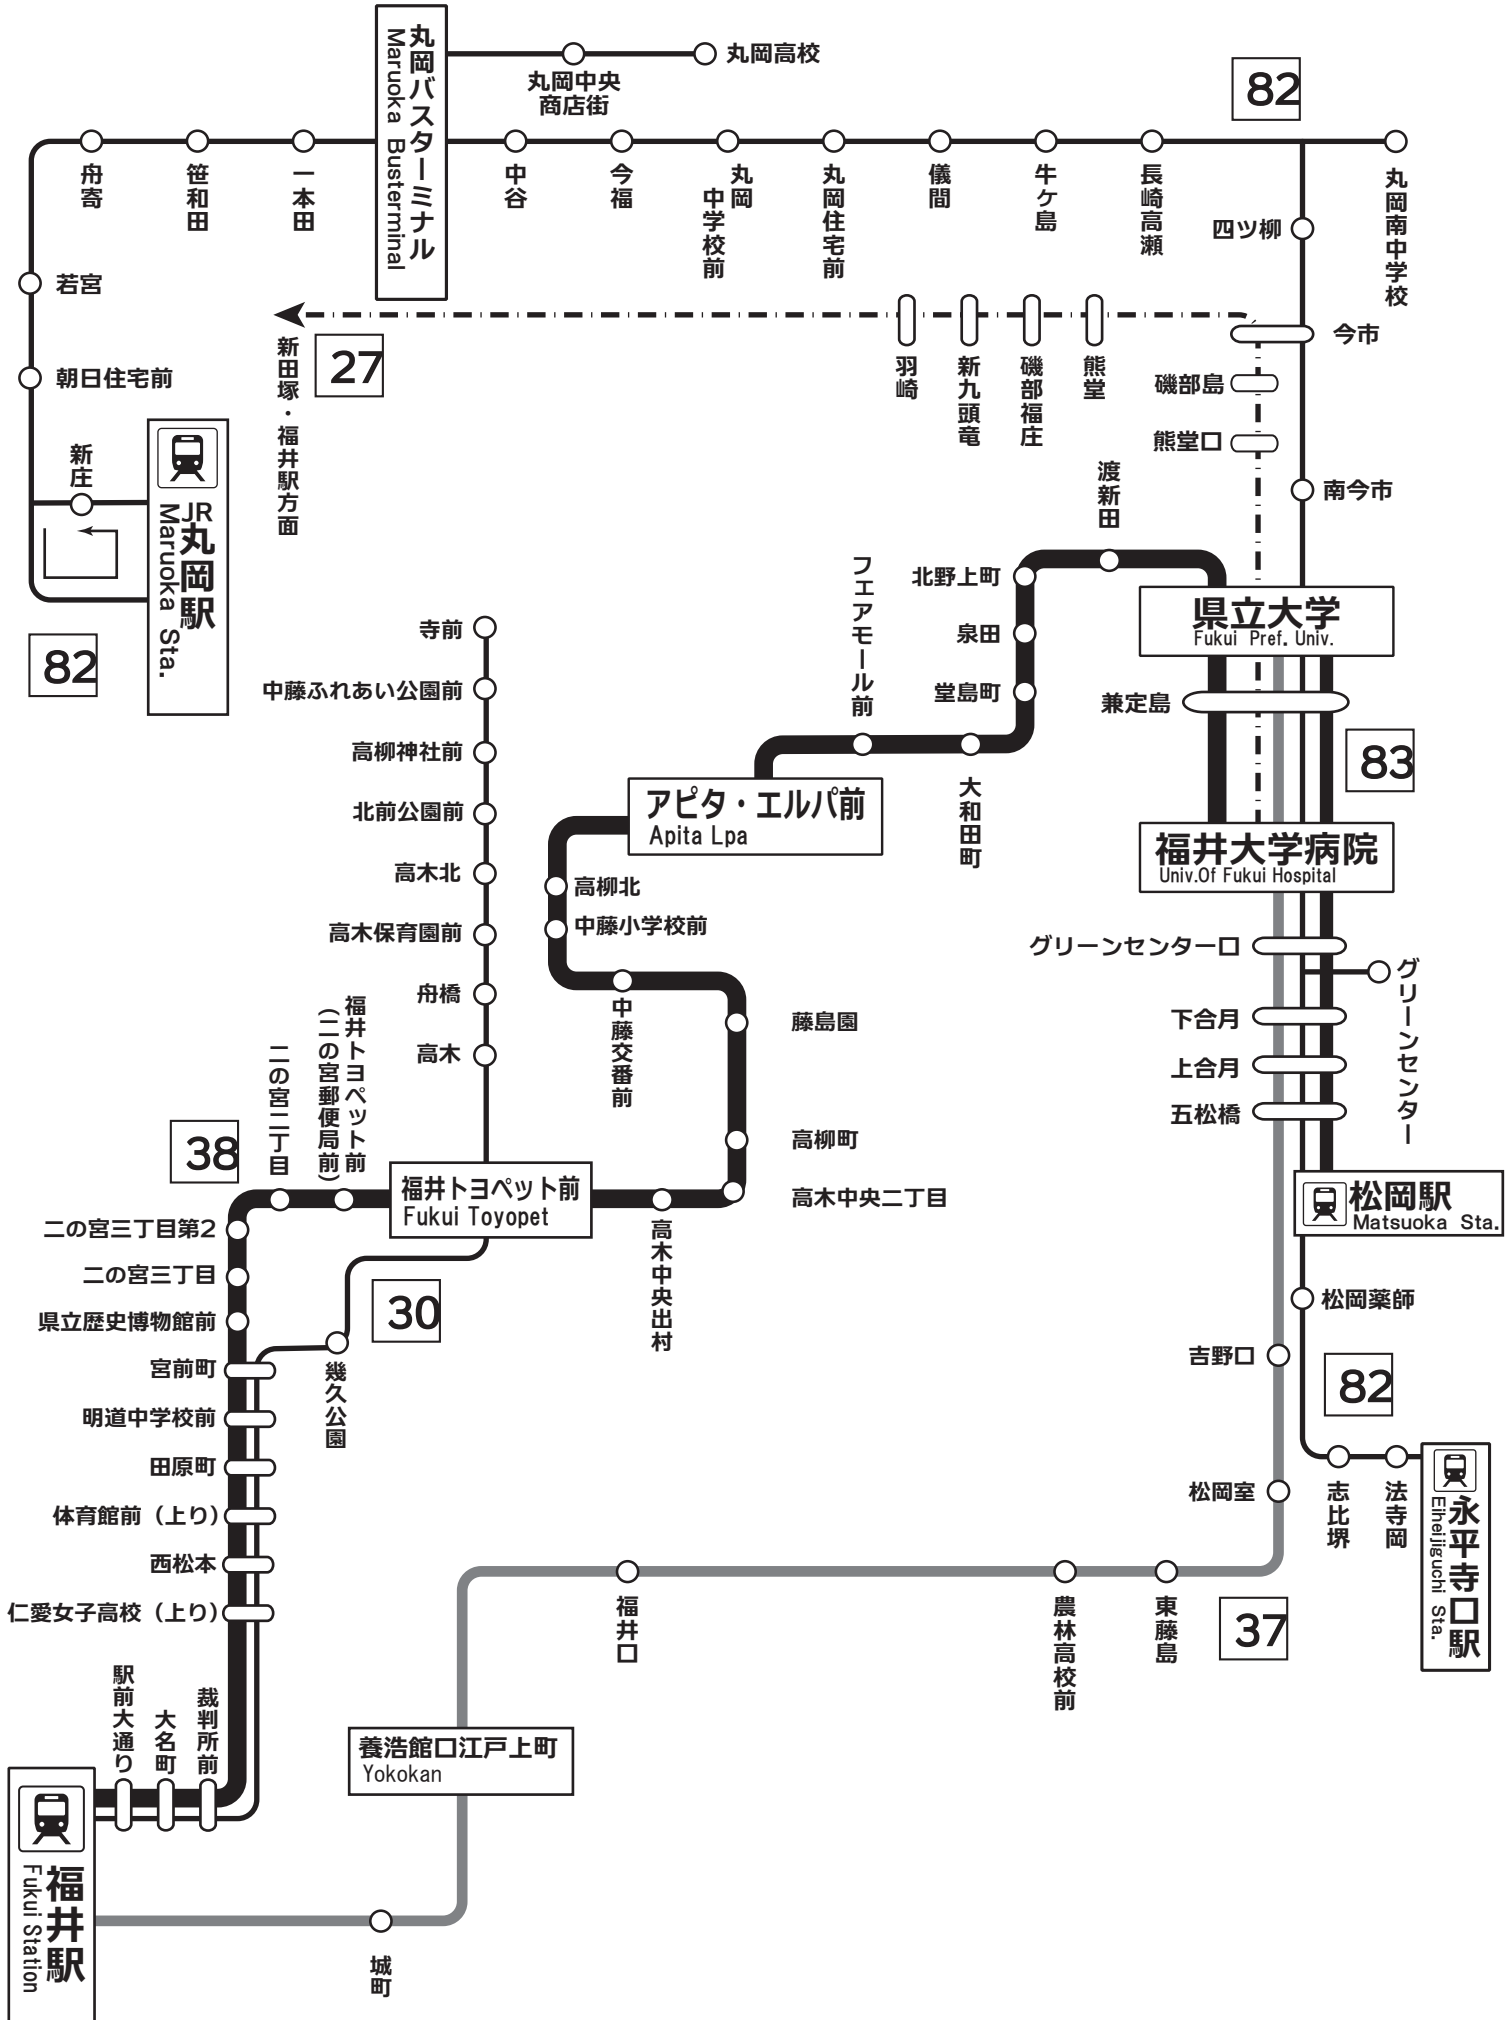 丸岡バスターミナル
Maruoka Busterminal
丸岡中央
商店街
丸岡高校
82
舟寄
笹和田
一本田
中谷
今福
丸岡
中学校前
丸岡住宅前
儀間
牛ヶ島
長崎高瀬
四ツ柳
丸岡南中学校
若宮
朝日住宅前
新庄
JR丸岡駅
Maruoka Sta.
82
新田塚・福井駅方面
27
羽崎
新九頭竜
磯部福庄
熊堂
今市
磯部島
熊堂口
南今市
渡新田
北野上町
泉田
堂島町
フェアモール前
大和田町
県立大学
Fukui Pref. Univ.
兼定島
83
福井大学病院
Univ.Of Fukui Hospital
アピタ・エルパ前
Apita Lpa
寺前
中藤ふれあい公園前
高柳神社前
北前公園前
高木北
高木保育園前
舟橋
高木
高柳北
中藤小学校前
中藤交番前
藤島園
高柳町
高木中央二丁目
高木中央出村
グリーンセンター口
グリーンセンター
下合月
上合月
五松橋
松岡駅
Matsuoka Sta.
松岡薬師
82
志比堺
法寺岡
永平寺口駅
Eiheijiguchi Sta.
吉野口
松岡室
37
東藤島
農林高校前
福井口
養浩館口江戸上町
Yokokan
城町
38
二の宮二丁目
福井トヨペット前
(二の宮郵便局前)
福井トヨペット前
Fukui Toyopet
30
幾久公園
二の宮三丁目第2
二の宮三丁目
県立歴史博物館前
宮前町
明道中学校前
田原町
体育館前（上り）
西松本
仁愛女子高校（上り）
駅前大通り
大名町
裁判所前
福井駅
Fukui Station